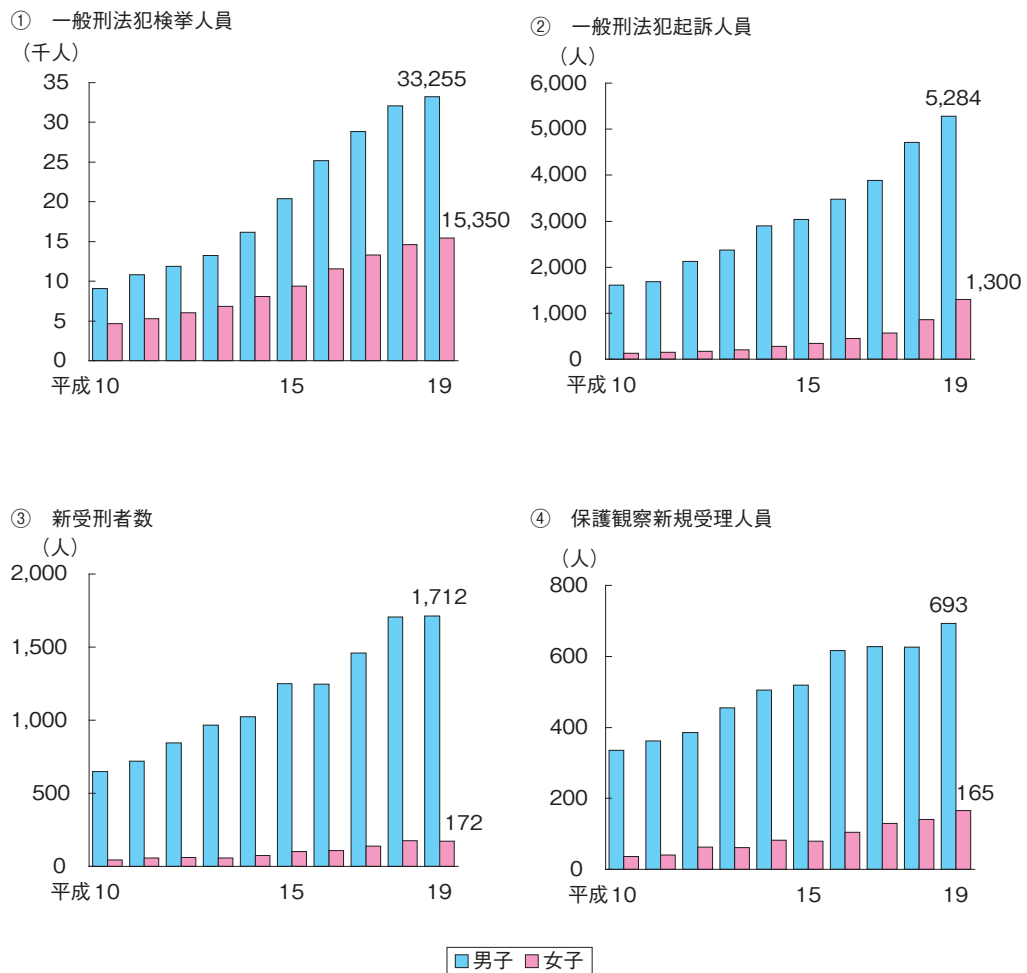 ① 一般刑法犯検挙人員
（千人）
35
30
25
20
15
10
5
0
33,255
15,350
平成10 15 19
② 一般刑法犯起訴人員
（人）
6,000
5,000
4,000
3,000
2,000
1,000
0
5,284
1,300
平成10 15 19
③ 新受刑者数
（人）
2,000
1,500
1,000
500
0
1,712
172
平成10 15 19
④ 保護観察新規受理人員
（人）
800
600
400
200
0
693
165
平成10 15 19
男子 女子